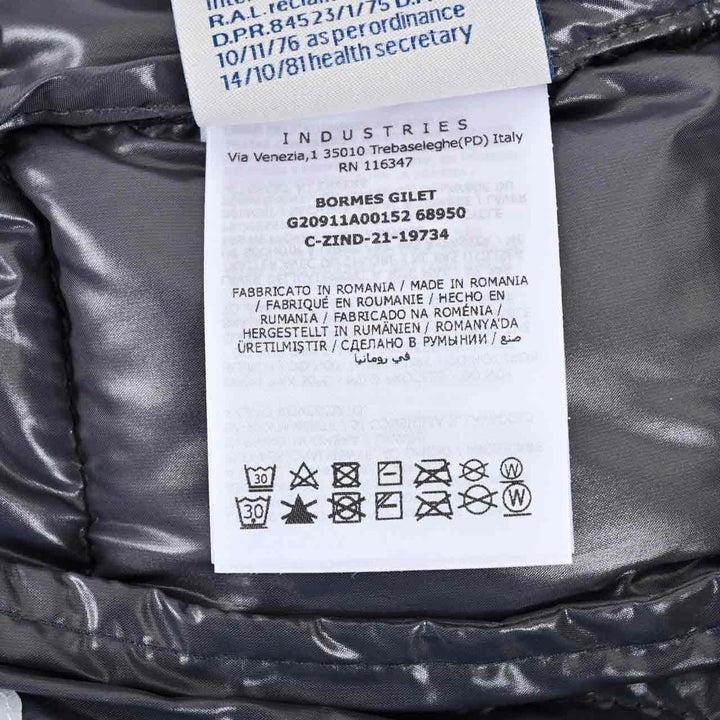 R.A.L. recla
D.P.R. 84523/1/75 D.P.
10/11/76 as per ordinance
14/10/81 health secretary
INDUSTRIES
Via Venezia,1 35010 Trebaseleghe(PD) Italy
RN 116347
BORMES GILET
G20911A00152 68950
C-ZIND-21-19734
FABBRICATO IN ROMANIA / MADE IN ROMANIA
/ FABRIQUÉ EN ROUMANIE / HECHO EN
RUMANIA / FABRICADO NA ROMÉNIA /
HERGESTELLT IN RUMÄNIEN / ROMANYA'DA
ÜRETILMIŞTIR / СДЕЛАНО В РУМЫНИИ / صنع
في رومانيا
30 W
30 W